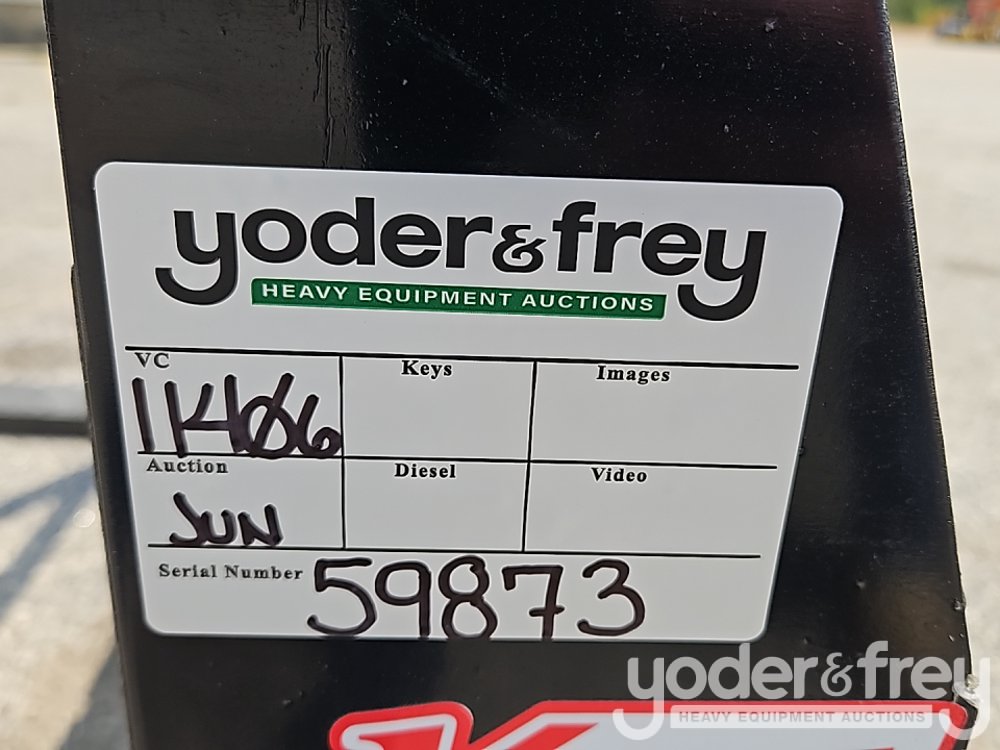 yoder&frey
HEAVY EQUIPMENT AUCTIONS
VC Keys Images
1K406
Auction Diesel Video
JUN
Serial Number 59873
yoder&frey
HEAVY EQUIPMENT AUCTIONS